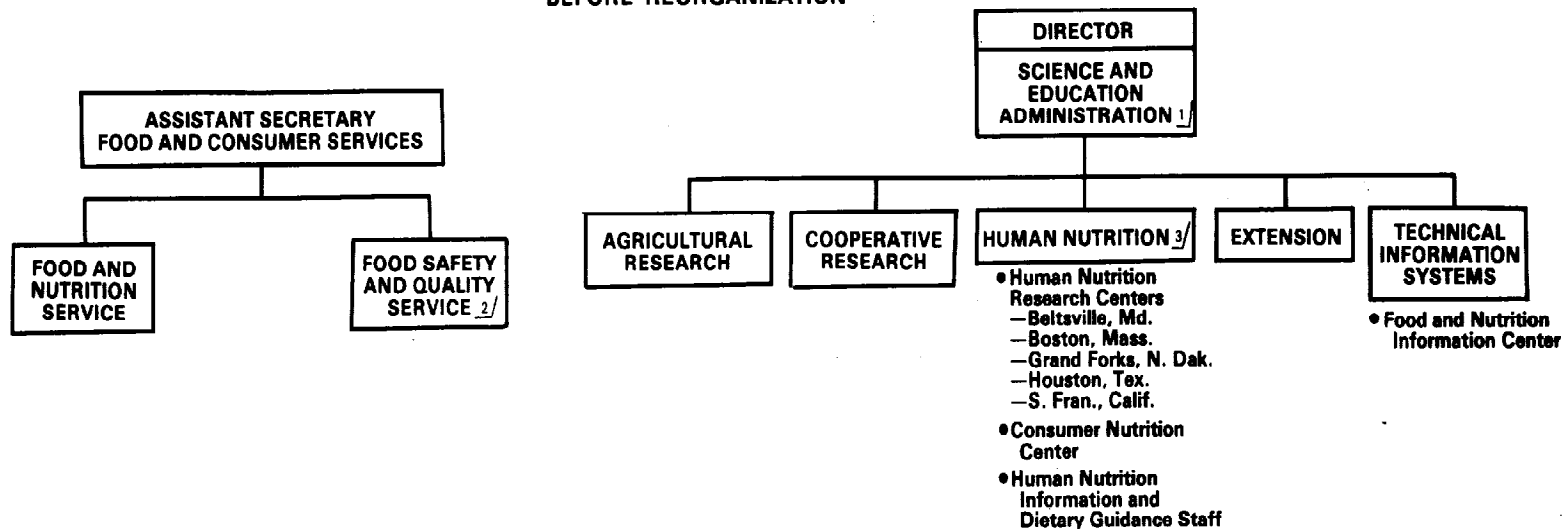 BEFORE REORGANIZATION
ASSISTANT SECRETARY
FOOD AND CONSUMER SERVICES
FOOD AND
NUTRITION
SERVICE
FOOD SAFETY
AND QUALITY
SERVICE 2/
DIRECTOR
SCIENCE AND
EDUCATION
ADMINISTRATION 1/
AGRICULTURAL
RESEARCH
COOPERATIVE
RESEARCH
HUMAN NUTRITION 3/
• Human Nutrition
Research Centers
—Beltsville, Md.
—Boston, Mass.
—Grand Forks, N. Dak.
—Houston, Tex.
—S. Fran., Calif.
• Consumer Nutrition
Center
• Human Nutrition
Information and
Dietary Guidance Staff
EXTENSION
TECHNICAL
INFORMATION
SYSTEMS
• Food and Nutrition
Information Center